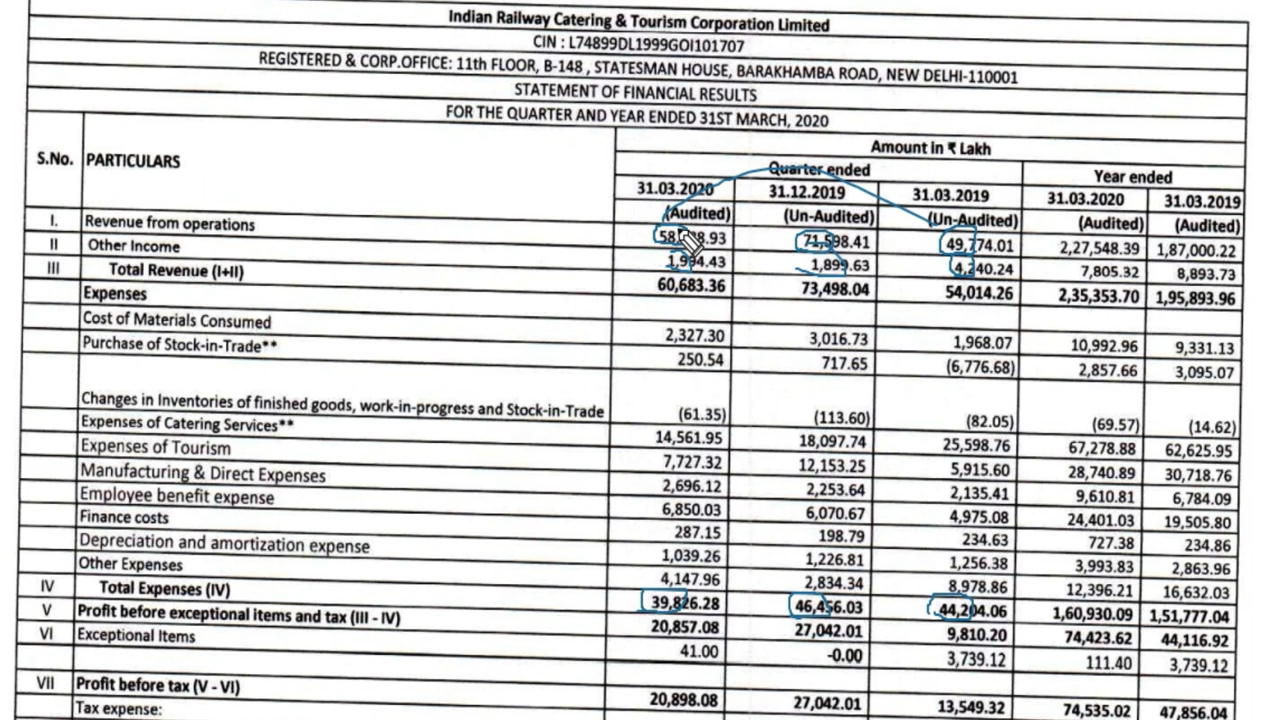 Indian Railway Catering & Tourism Corporation Limited
CIN : L74899DL1999GOI101707
REGISTERED & CORP.OFFICE: 11th FLOOR, B-148 , STATESMAN HOUSE, BARAKHAMBA ROAD, NEW DELHI-110001
STATEMENT OF FINANCIAL RESULTS
FOR THE QUARTER AND YEAR ENDED 31ST MARCH, 2020
Amount in ₹ Lakh
S.No. PARTICULARS Quarter ended Year ended
31.03.2020 31.12.2019 31.03.2019 31.03.2020 31.03.2019
(Audited) (Un-Audited) (Un-Audited) (Audited) (Audited)
I. Revenue from operations 71,598.41 49,774.01 2,27,548.39 1,87,000.22
II Other Income 1,994.43 1,899.63 4,240.24 7,805.32 8,893.73
III Total Revenue (I+II) 60,683.36 73,498.04 54,014.26 2,35,353.70 1,95,893.96
Expenses
Cost of Materials Consumed 2,327.30 3,016.73 1,968.07 10,992.96 9,331.13
Purchase of Stock-in-Trade** 250.54 717.65 (6,776.68) 2,857.66 3,095.07
Changes in Inventories of finished goods, work-in-progress and Stock-in-Trade (61.35) (113.60) (82.05) (69.57) (14.62)
Expenses of Catering Services** 14,561.95 18,097.74 25,598.76 67,278.88 62,625.95
Expenses of Tourism 7,727.32 12,153.25 5,915.60 28,740.89 30,718.76
Manufacturing & Direct Expenses 2,696.12 2,253.64 2,135.41 9,610.81 6,784.09
Employee benefit expense 6,850.03 6,070.67 4,975.08 24,401.03 19,505.80
Finance costs 287.15 198.79 234.63 727.38 234.86
Depreciation and amortization expense 1,039.26 1,226.81 1,256.38 3,993.83 2,863.96
Other Expenses 4,147.96 2,834.34 8,978.86 12,396.21 16,632.03
IV Total Expenses (IV) 39,826.28 46,456.03 44,204.06 1,60,930.09 1,51,777.04
V Profit before exceptional items and tax (III - IV) 20,857.08 27,042.01 9,810.20 74,423.62 44,116.92
VI Exceptional Items 41.00 -0.00 3,739.12 111.40 3,739.12
VII Profit before tax (V - VI) 20,898.08 27,042.01 13,549.32 74,535.02 47,856.04
Tax expense: